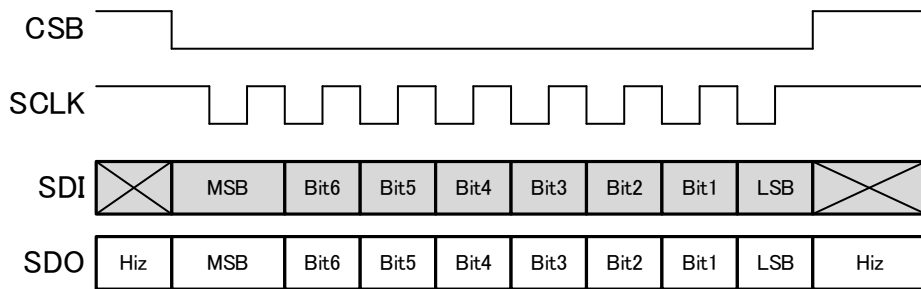 CSB
SCLK
SDI MSB Bit6 Bit5 Bit4 Bit3 Bit2 Bit1 LSB
SDO Hiz MSB Bit6 Bit5 Bit4 Bit3 Bit2 Bit1 LSB Hiz